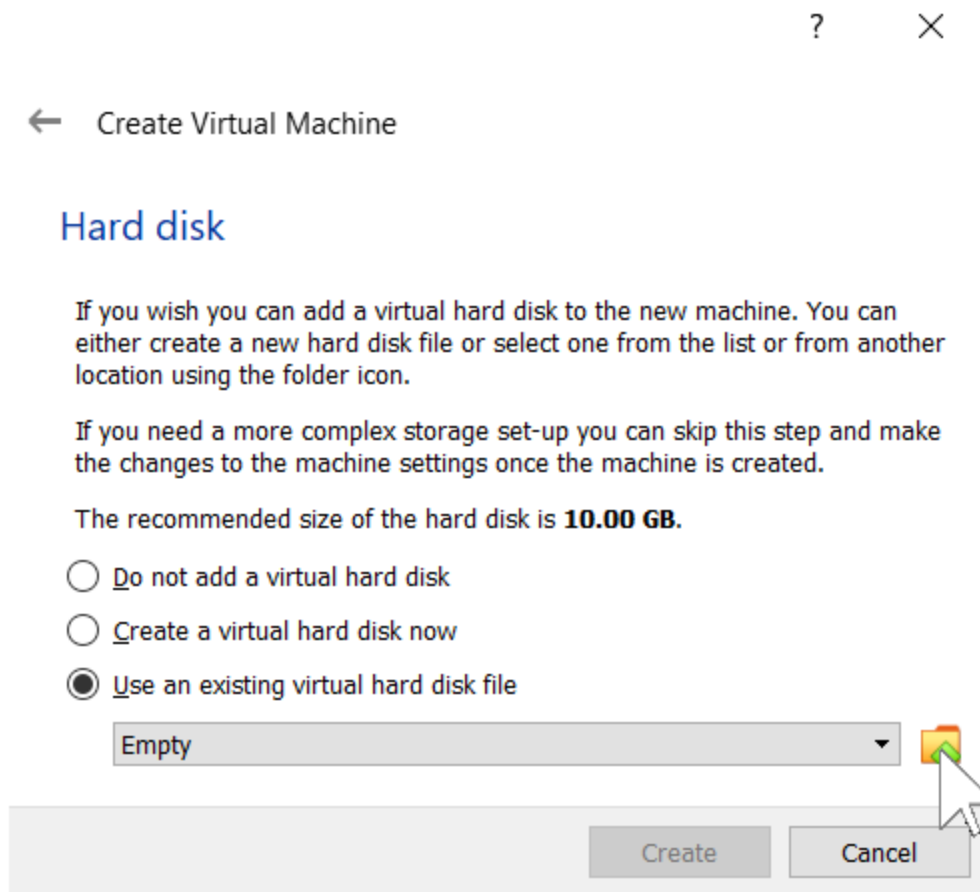 ?
Create Virtual Machine
Hard disk
If you wish you can add a virtual hard disk to the new machine. You can
either create a new hard disk file or select one from the list or from another
location using the folder icon.
If you need a more complex storage set-up you can skip this step and make
the changes to the machine settings once the machine is created.
The recommended size of the hard disk is 10.00 GB.
Do not add a virtual hard disk
Create a virtual hard disk now
Use an existing virtual hard disk file
Empty
Create
Cancel